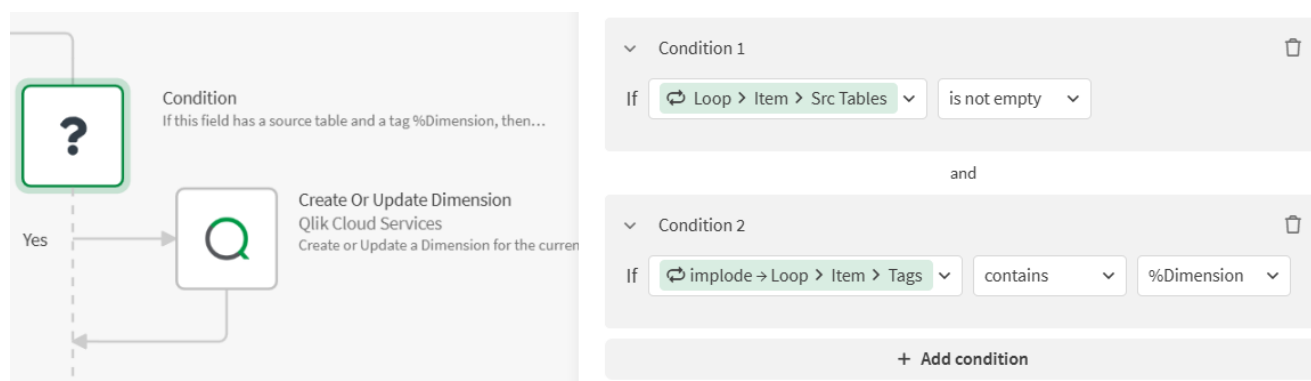 ?
Condition
If this field has a source table and a tag %Dimension, then…
Yes
Create Or Update Dimension
Qlik Cloud Services
Create or Update a Dimension for the curren
Condition 1
If Loop > Item > Src Tables is not empty
and
Condition 2
If implode → Loop > Item > Tags contains %Dimension
+ Add condition